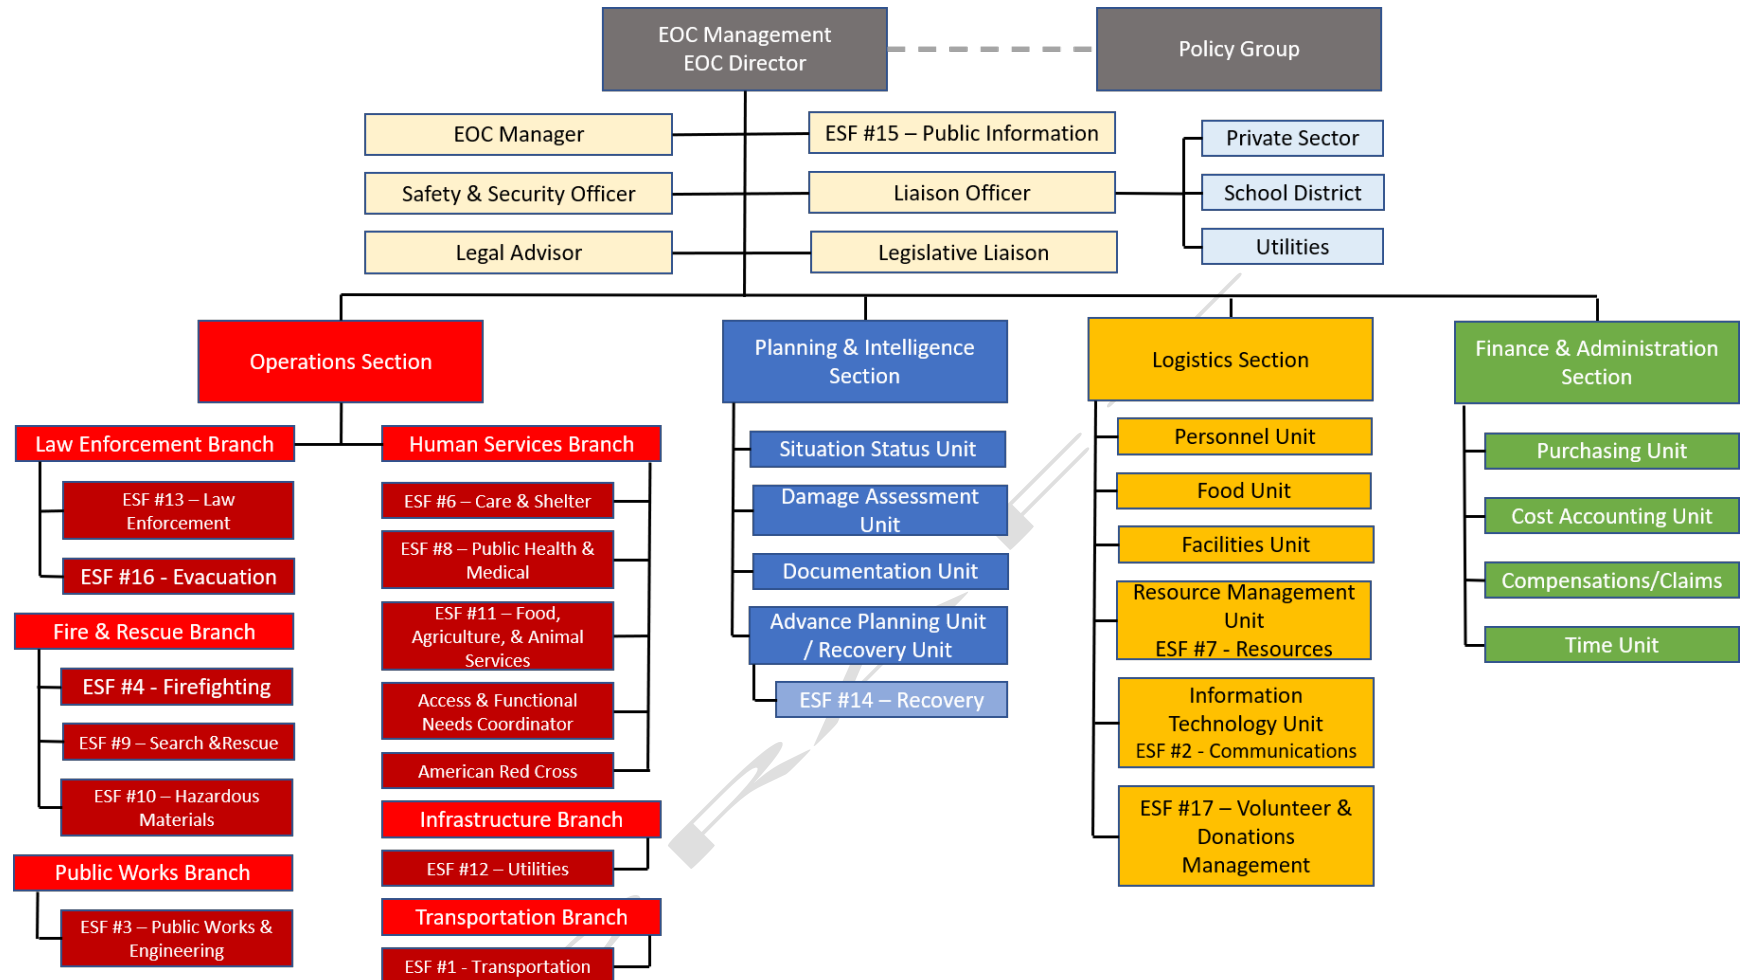 EOC Management
EOC Director
Policy Group
EOC Manager
ESF #15 – Public Information
Private Sector
Safety & Security Officer
Liaison Officer
School District
Legal Advisor
Legislative Liaison
Utilities
Operations Section
Law Enforcement Branch
ESF #13 – Law
Enforcement
ESF #16 - Evacuation
Fire & Rescue Branch
ESF #4 - Firefighting
ESF #9 – Search &Rescue
ESF #10 – Hazardous
Materials
Public Works Branch
ESF #3 – Public Works &
Engineering
Human Services Branch
ESF #6 – Care & Shelter
ESF #8 – Public Health &
Medical
ESF #11 – Food,
Agriculture, & Animal
Services
Access & Functional
Needs Coordinator
American Red Cross
Infrastructure Branch
ESF #12 – Utilities
Transportation Branch
ESF #1 - Transportation
Planning & Intelligence
Section
Situation Status Unit
Damage Assessment
Unit
Documentation Unit
Advance Planning Unit
/ Recovery Unit
ESF #14 – Recovery
Logistics Section
Personnel Unit
Food Unit
Facilities Unit
Resource Management
Unit
ESF #7 - Resources
Information
Technology Unit
ESF #2 - Communications
ESF #17 – Volunteer &
Donations
Management
Finance & Administration
Section
Purchasing Unit
Cost Accounting Unit
Compensations/Claims
Time Unit